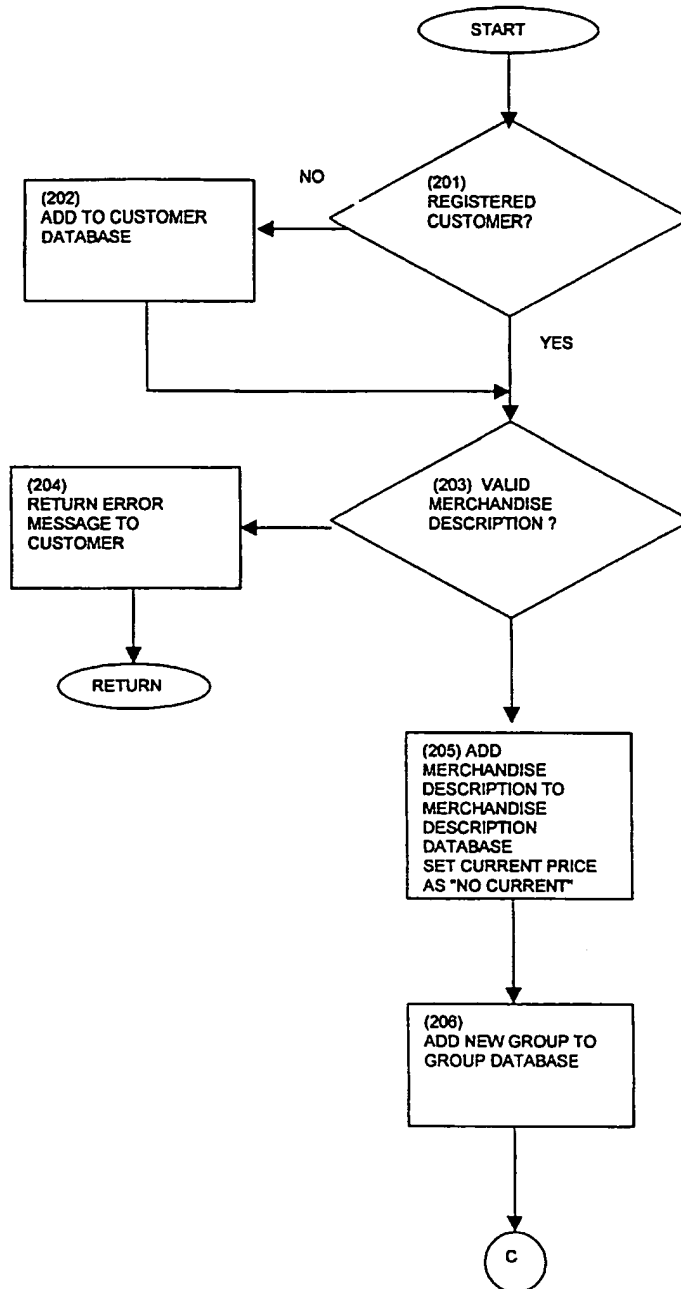 START
(201)
REGISTERED
CUSTOMER?
NO
(202)
ADD TO CUSTOMER
DATABASE
YES
(203) VALID
MERCHANDISE
DESCRIPTION ?
(204)
RETURN ERROR
MESSAGE TO
CUSTOMER
RETURN
(205) ADD
MERCHANDISE
DESCRIPTION TO
MERCHANDISE
DESCRIPTION
DATABASE
SET CURRENT PRICE
AS "NO CURRENT"
(206)
ADD NEW GROUP TO
GROUP DATABASE
C